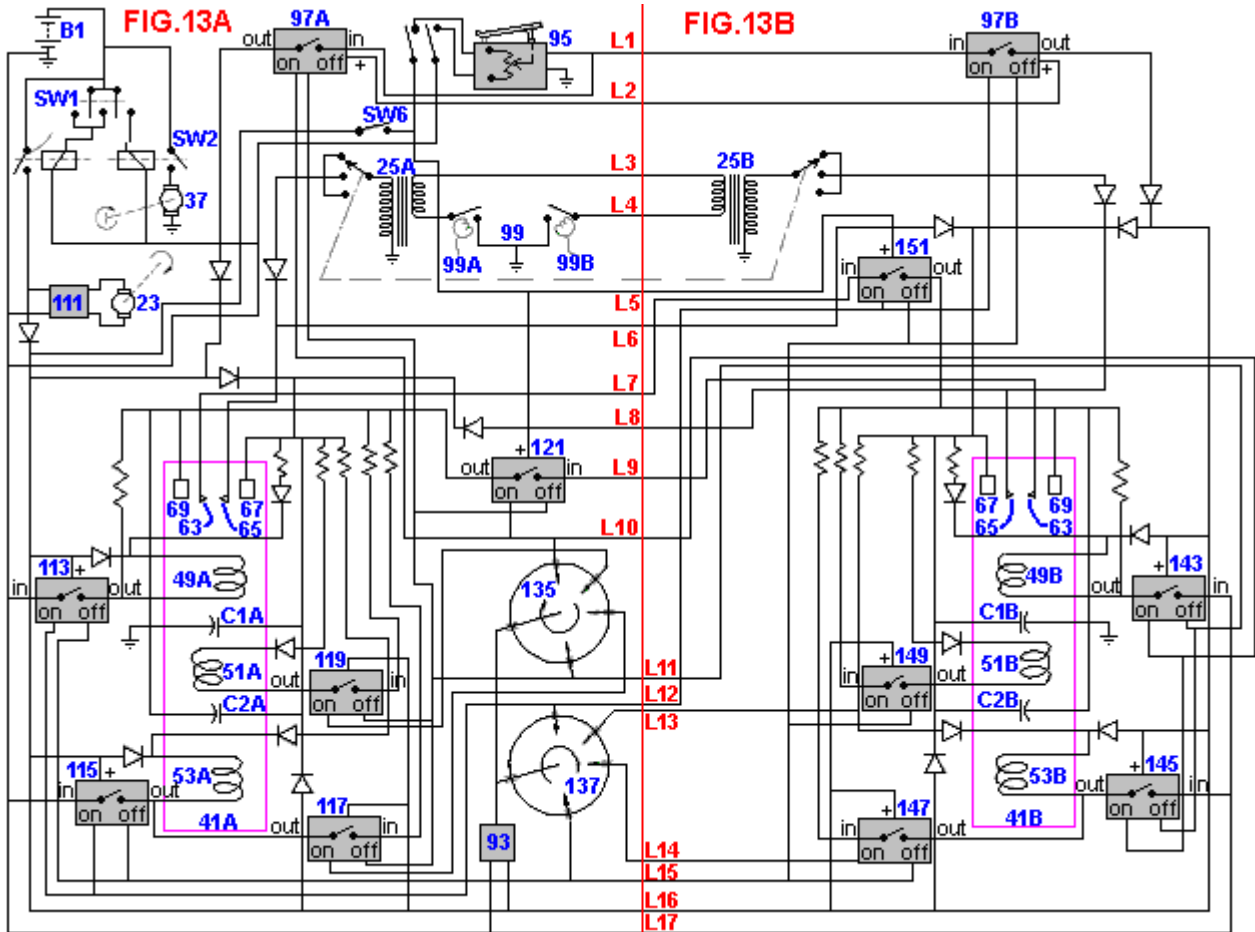 FIG.13A 97A FIG.13B 97B
B1 out in 95 L1 in out
on off + on off +
L2
SW1 SW6
SW2 25A L3 25B
37 L4
99
99A 99B + 151
in out
111 23 L5 on off
L6
L7
L8
+ 121
out in L9
on off
69 67 67 69
63 65 L10 65 63
113 + 135 + 143
in out 49A 49B out in
on off on off
C1A C1B
119 + 149
51A out in L11 in out 51B
on off L12 on off
C2A L13 C2B
115 + 53A 137 53B + 145
in out in out in
on off 117 + 147 on off
41A out in 93 in out 41B
on off L14 on off
L15
L16
L17